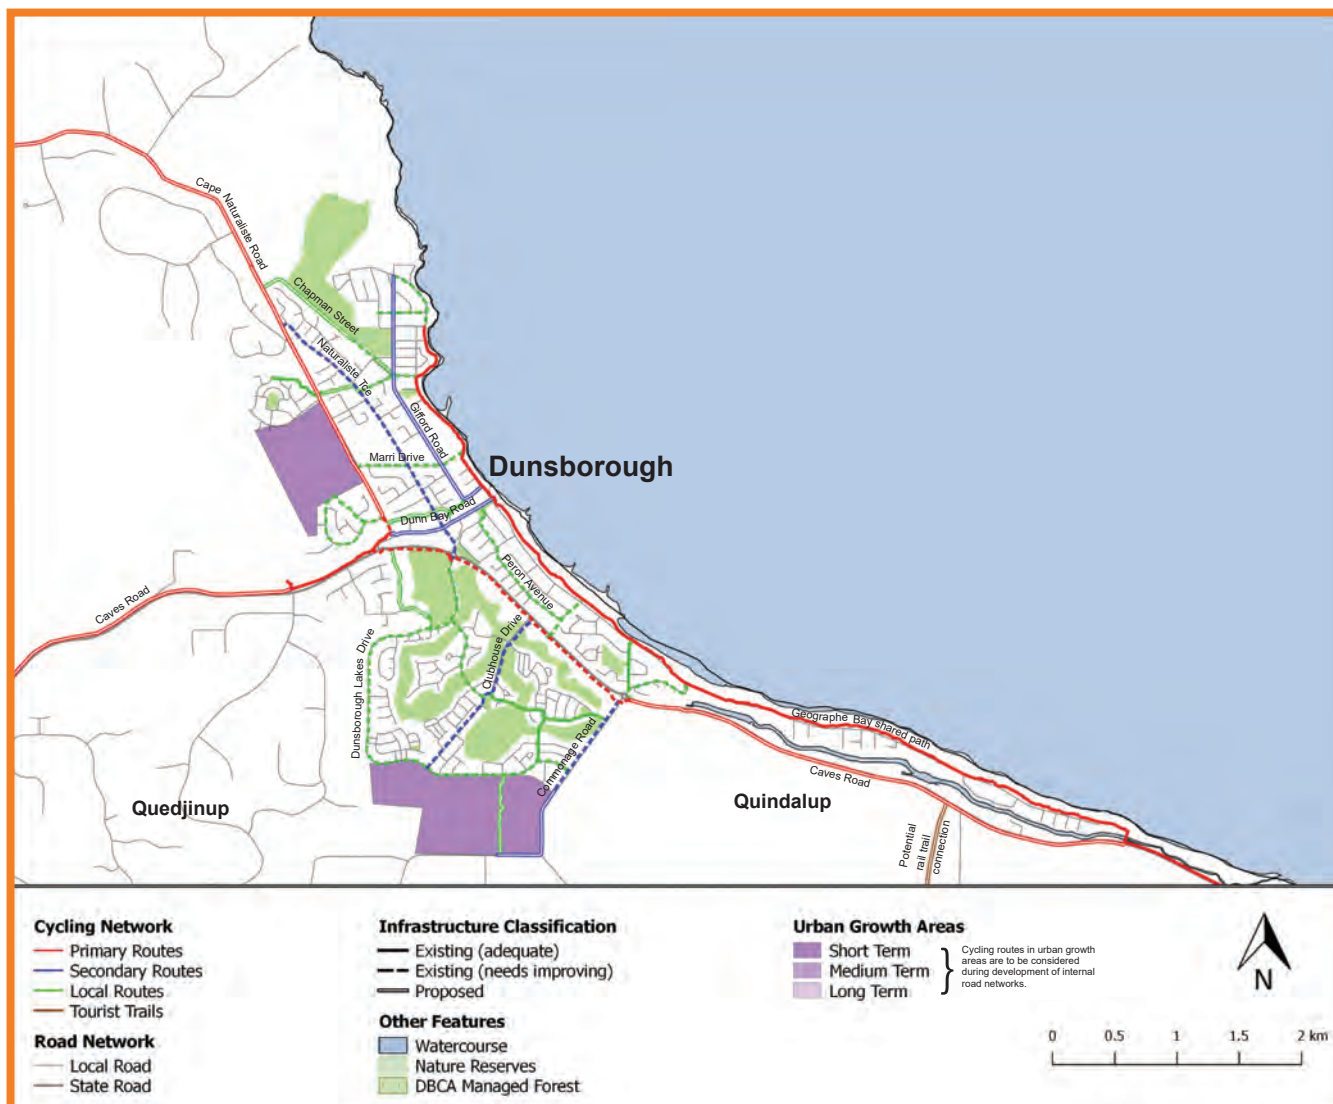 Cape Naturaliste Road
Chapman Street
Naturaliste Tce
Gifford Road
Marri Drive
Dunsborough
Dunn Bay Road
Peron Avenue
Caves Road
Clubhouse Drive
Dunsborough Lakes Drive
Geographe Bay shared path
Commonage Road
Caves Road
Quedjinup
Quindalup
Potential
rail trail
connection
Cycling Network
Primary Routes
Secondary Routes
Local Routes
Tourist Trails
Road Network
Local Road
State Road
Infrastructure Classification
Existing (adequate)
Existing (needs improving)
Proposed
Other Features
Watercourse
Nature Reserves
DBCA Managed Forest
Urban Growth Areas
Short Term
Medium Term
Long Term
Cycling routes in urban growth
areas are to be considered
during development of internal
road networks.
N
0 0.5 1 1.5 2 km